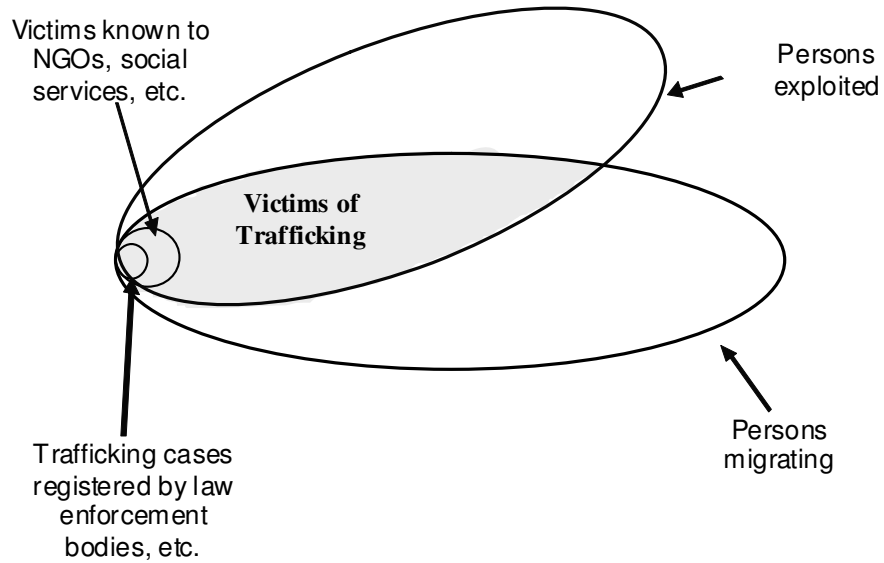 Victims known to
NGOs, social
services, etc.
Persons
exploited
Victims of
Trafficking
Persons
migrating
Trafficking cases
registered by law
enforcement
bodies, etc.